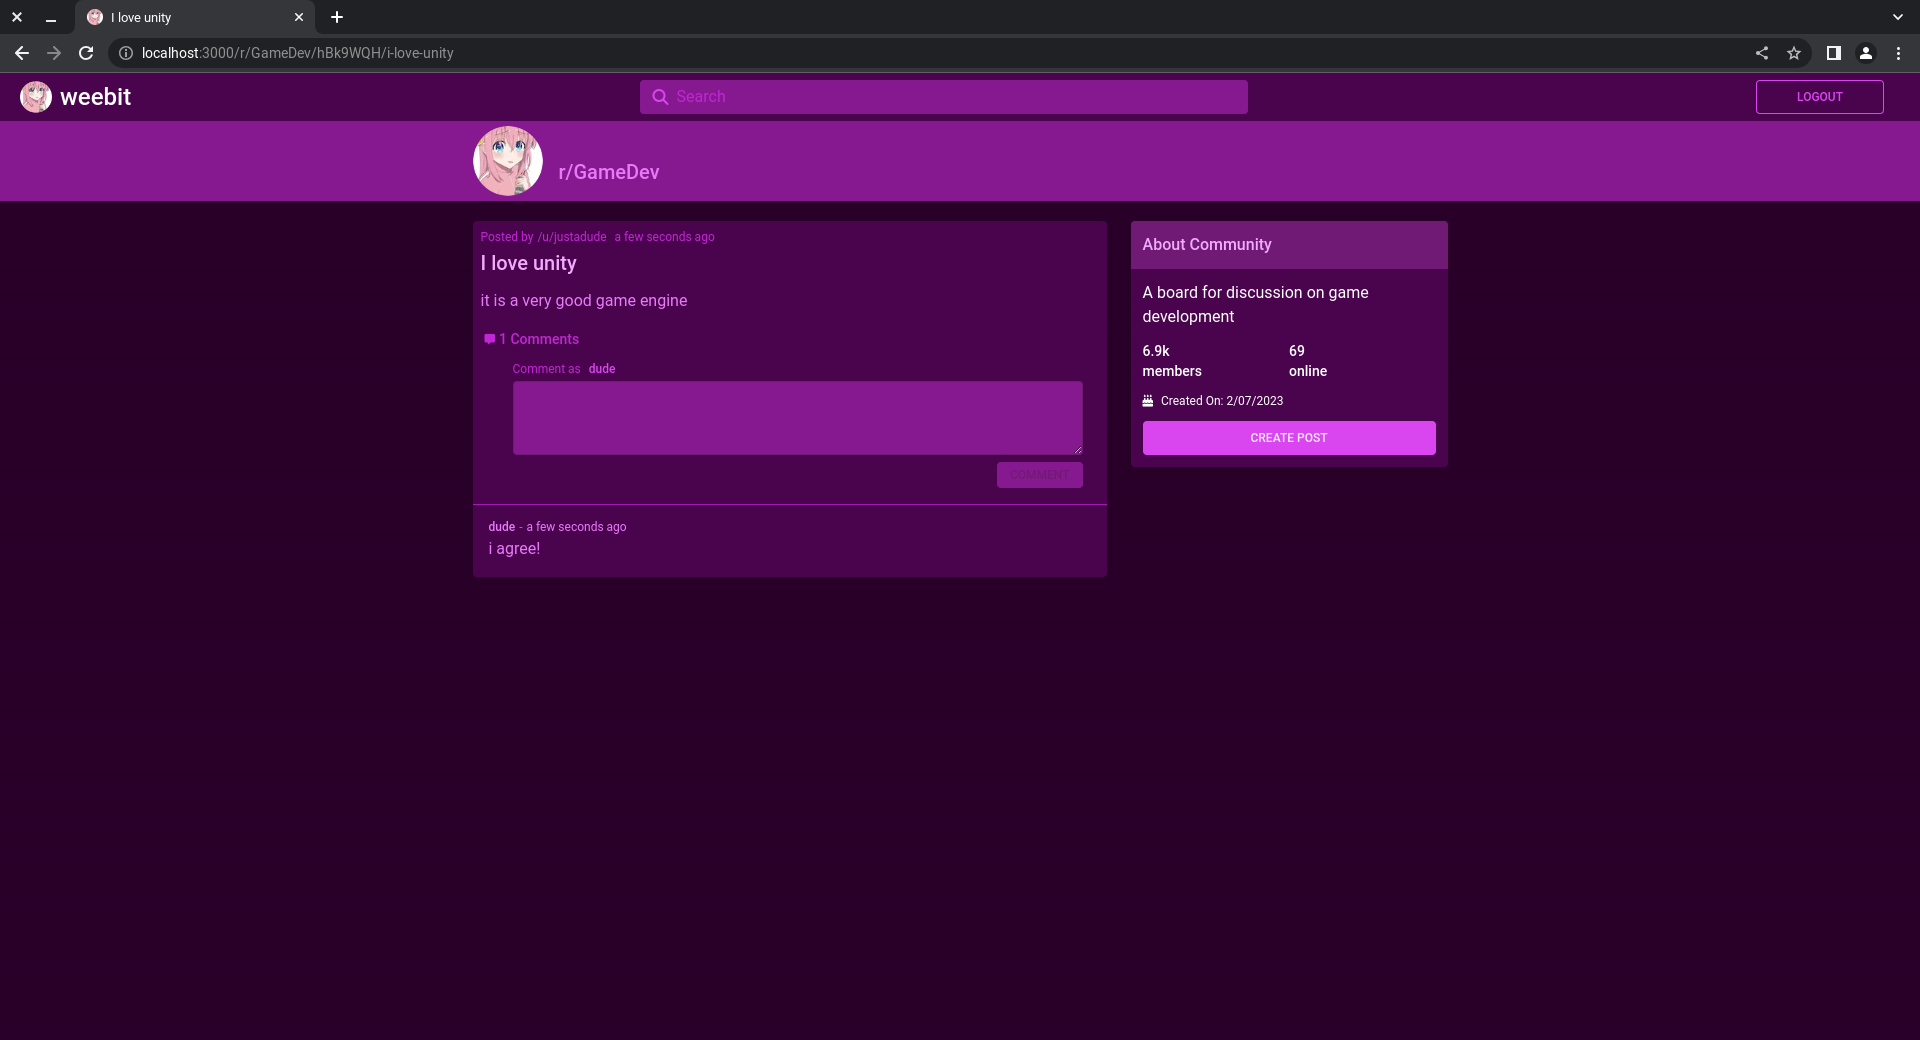 I love unity
localhost:3000/r/GameDev/hBk9WQH/i-love-unity
weebit
Search
LOGOUT
r/GameDev
Posted by /u/justadude a few seconds ago
I love unity
it is a very good game engine
1 Comments
Comment as dude
COMMENT
dude - a few seconds ago
i agree!
About Community
A board for discussion on game
development
6.9k 69
members online
Created On: 2/07/2023
CREATE POST